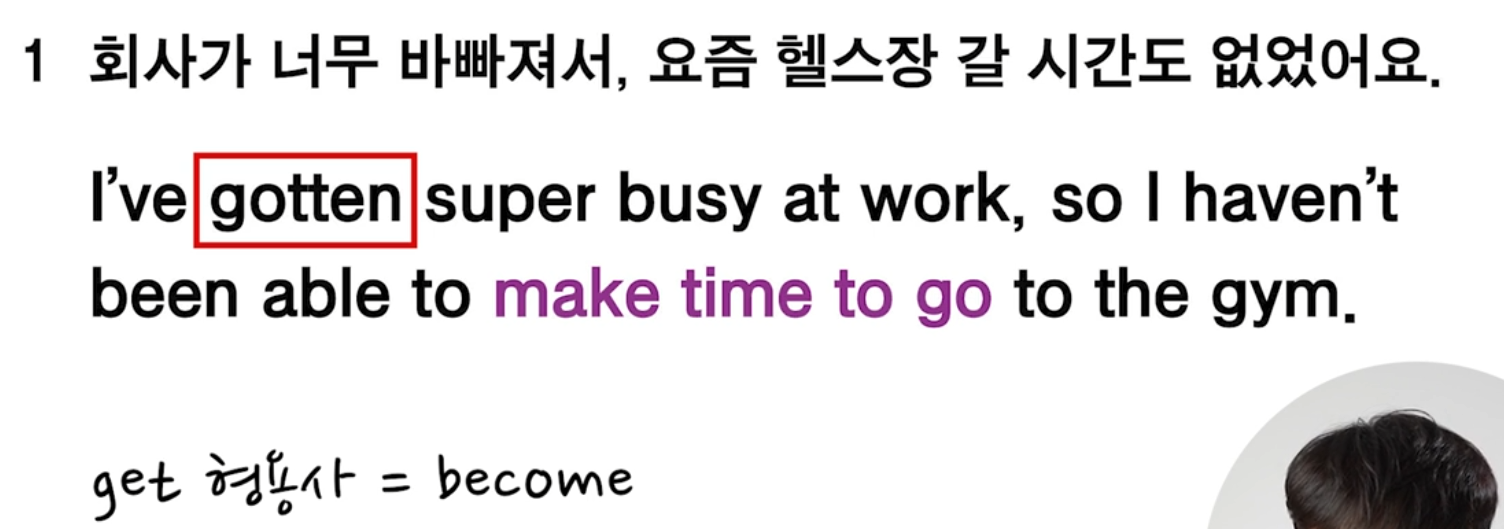 1 회사가 너무 바빠져서, 요즘 헬스장 갈 시간도 없었어요.
I’ve gotten super busy at work, so I haven’t
been able to make time to go to the gym.
get 형용사 = become